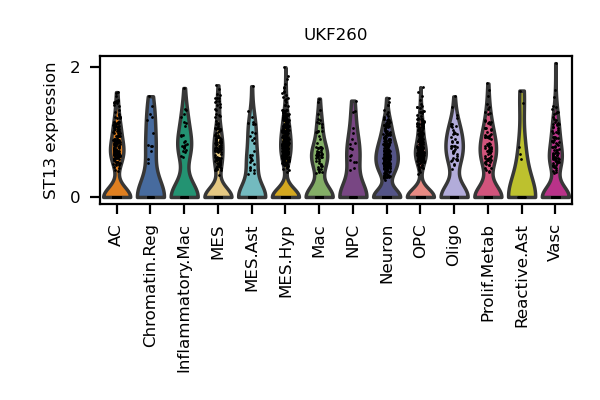 UKF260
ST13 expression
2
0
AC
Chromatin.Reg
Inflammatory.Mac
MES
MES.Ast
MES.Hyp
Mac
NPC
Neuron
OPC
Oligo
Prolif.Metab
Reactive.Ast
Vasc